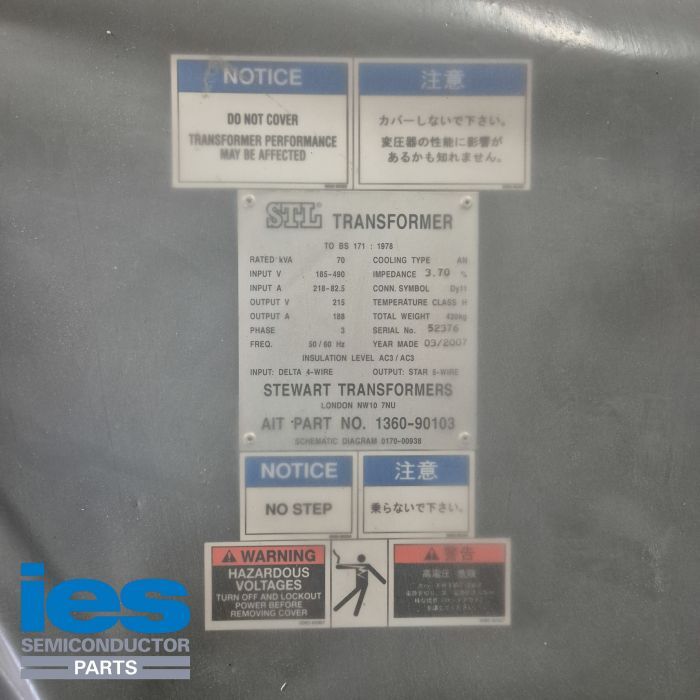 NOTICE
DO NOT COVER
TRANSFORMER PERFORMANCE
MAY BE AFFECTED
注意
カバーしないで下さい。
変圧器の性能に影響が
あるかも知れません。
STL TRANSFORMER
TO BS 171 : 1978
RATED kVA 70 COOLING TYPE AN
INPUT V 185-490 IMPEDANCE 3.70 %
INPUT A 218-82.5 CONN. SYMBOL Dy11
OUTPUT V 215 TEMPERATURE CLASS H
OUTPUT A 188 TOTAL WEIGHT 420kg
PHASE 3 SERIAL No. 52376
FREQ. 50/60 Hz YEAR MADE 03/2007
INSULATION LEVEL AC3/AC3
INPUT: DELTA 4-WIRE OUTPUT: STAR 5-WIRE
STEWART TRANSFORMERS
LONDON NW10 7NU
AIT PART NO. 1360-90103
SCHEMATIC DIAGRAM 0170-00938
NOTICE
NO STEP
注意
乗らないで下さい。
WARNING
HAZARDOUS
VOLTAGES
TURN OFF AND LOCKOUT
POWER BEFORE
REMOVING COVER
警告
高電圧 危険
ies
SEMICONDUCTOR
PARTS